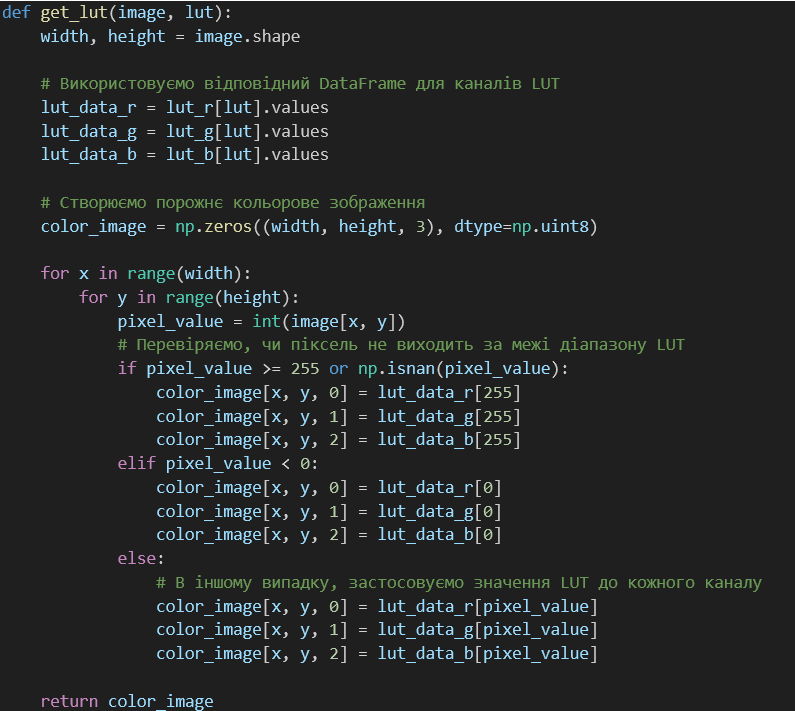 def get_lut(image, lut):
    width, height = image.shape

    # Використовуємо відповідний DataFrame для каналів LUT
    lut_data_r = lut_r[lut].values
    lut_data_g = lut_g[lut].values
    lut_data_b = lut_b[lut].values

    # Створюємо порожнє кольорове зображення
    color_image = np.zeros((width, height, 3), dtype=np.uint8)

    for x in range(width):
        for y in range(height):
            pixel_value = int(image[x, y])
            # Перевіряємо, чи піксель не виходить за межі діапазону LUT
            if pixel_value >= 255 or np.isnan(pixel_value):
                color_image[x, y, 0] = lut_data_r[255]
                color_image[x, y, 1] = lut_data_g[255]
                color_image[x, y, 2] = lut_data_b[255]
            elif pixel_value < 0:
                color_image[x, y, 0] = lut_data_r[0]
                color_image[x, y, 1] = lut_data_g[0]
                color_image[x, y, 2] = lut_data_b[0]
            else:
                # В іншому випадку, застосовуємо значення LUT до кожного каналу
                color_image[x, y, 0] = lut_data_r[pixel_value]
                color_image[x, y, 1] = lut_data_g[pixel_value]
                color_image[x, y, 2] = lut_data_b[pixel_value]

    return color_image